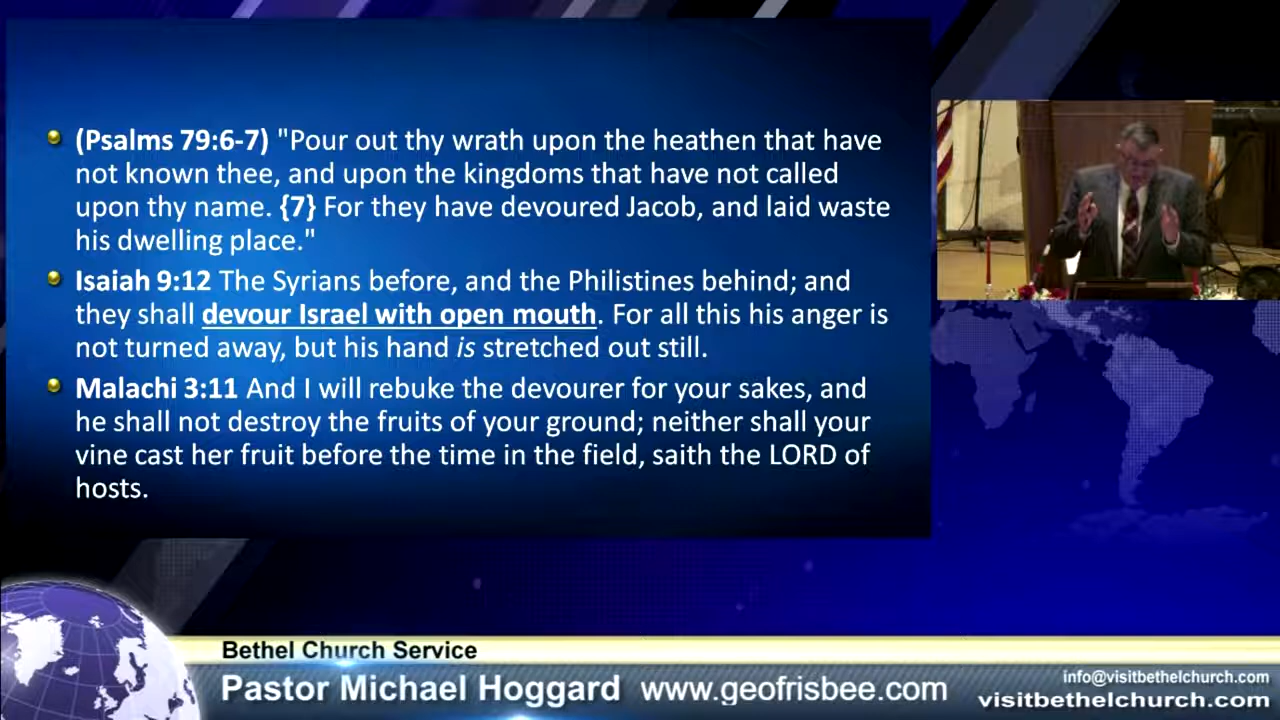 (Psalms 79:6-7) "Pour out thy wrath upon the heathen that have
not known thee, and upon the kingdoms that have not called
upon thy name. {7} For they have devoured Jacob, and laid waste
his dwelling place."
Isaiah 9:12 The Syrians before, and the Philistines behind; and
they shall devour Israel with open mouth. For all this his anger is
not turned away, but his hand is stretched out still.
Malachi 3:11 And I will rebuke the devourer for your sakes, and
he shall not destroy the fruits of your ground; neither shall your
vine cast her fruit before the time in the field, saith the LORD of
hosts.
Bethel Church Service
Pastor Michael Hoggard www.geofrisbee.com
info@visitbethelchurch.com
visitbethelchurch.com